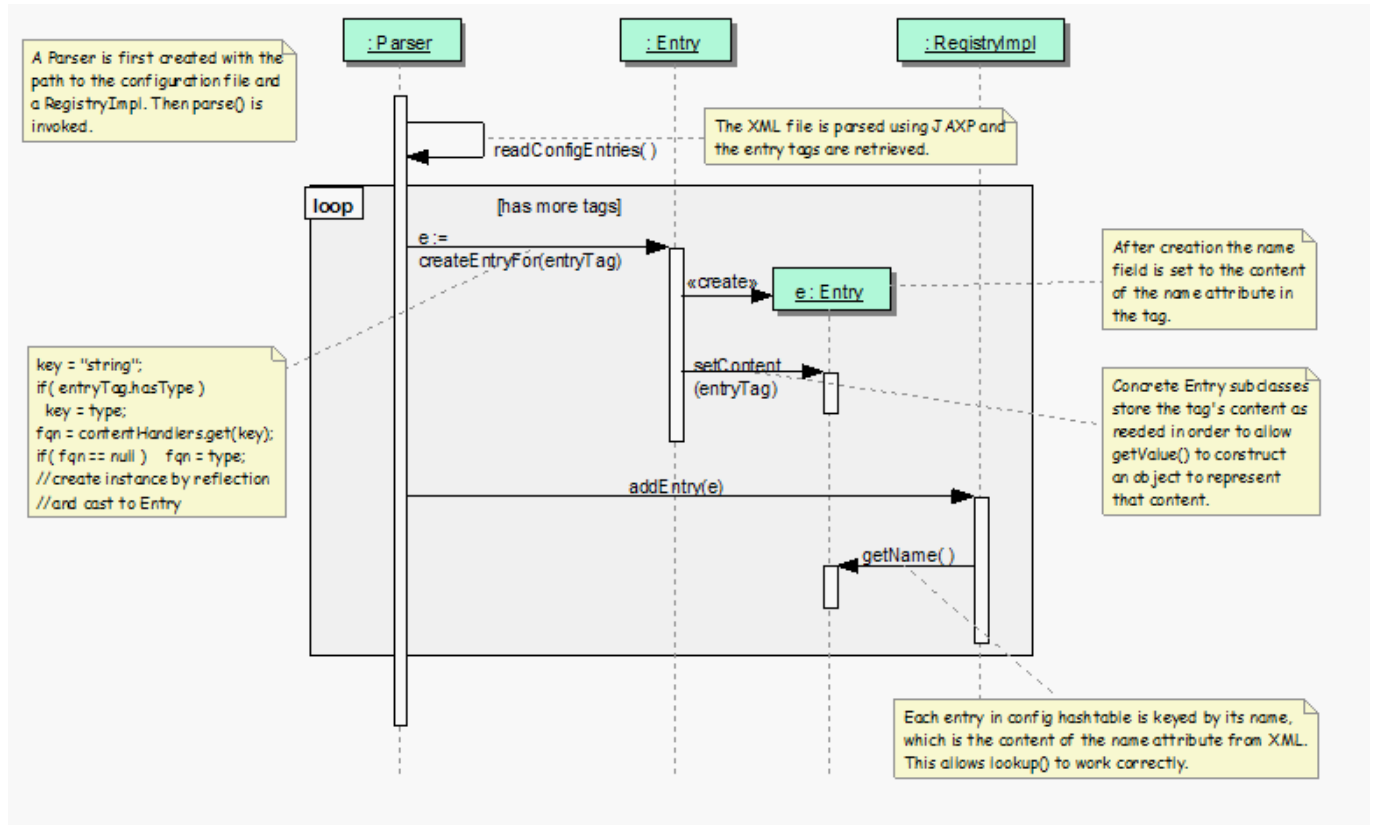 : Parser
: Entry
: RegistryImpl
A Parser is first created with the
path to the configuration file and
a RegistryImpl. Then parse() is
invoked.
The XML file is parsed using JAXP and
the entry tags are retrieved.
readConfigEntries( )
loop
[has more tags]
e :=
createEntryFor(entryTag)
«create»
e : Entry
After creation the name
field is set to the content
of the name attribute in
the tag.
key = "string";
if( entryTag.hasType )
key = type;
fqn = contentHandlers.get(key);
if( fqn == null )    fqn = type;
//create instance by reflection
//and cast to Entry
setContent
(entryTag)
Concrete Entry subclasses
store the tag's content as
needed in order to allow
getValue() to construct
an object to represent
that content.
addEntry(e)
getName( )
Each entry in config hashtable is keyed by its name,
which is the content of the name attribute from XML.
This allows lookup() to work correctly.